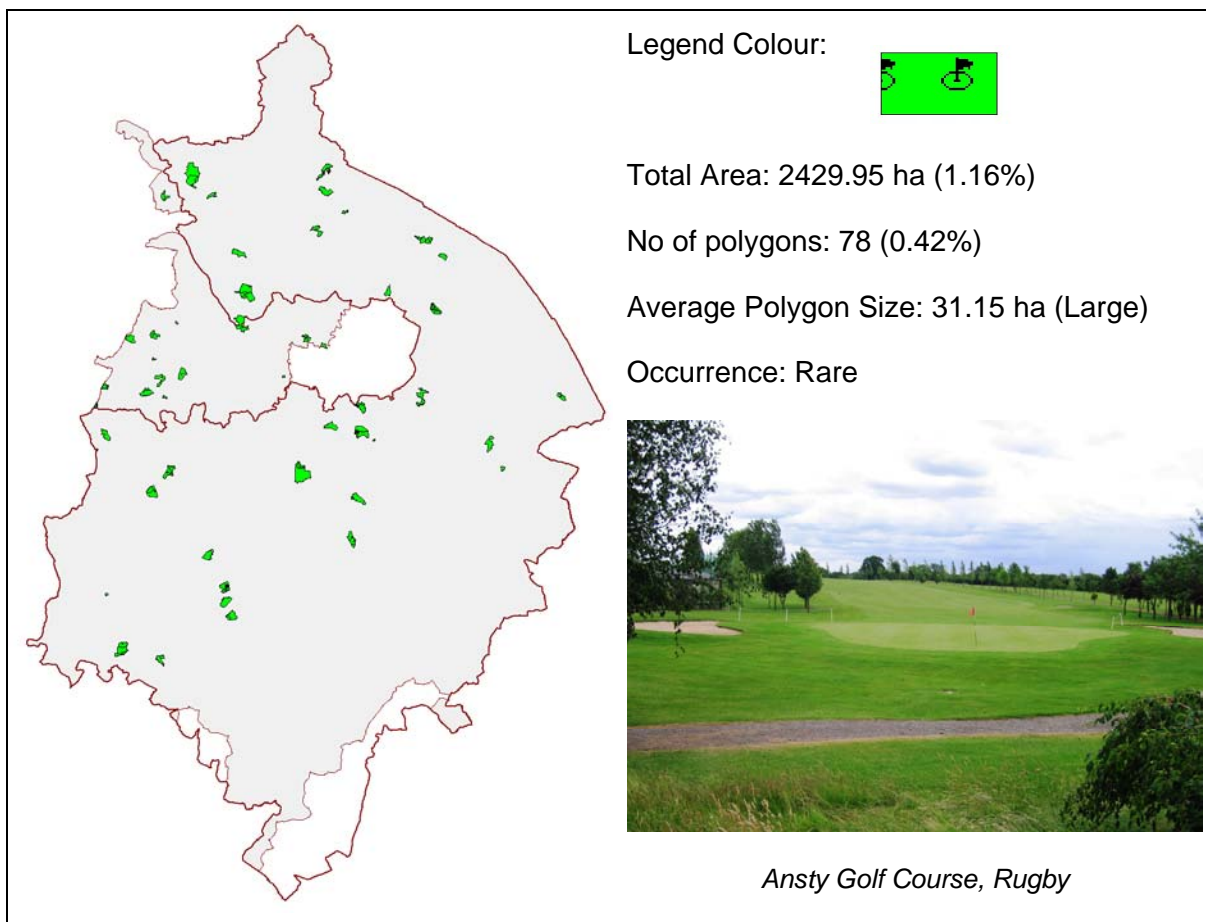 Legend Colour:
Total Area: 2429.95 ha (1.16%)
No of polygons: 78 (0.42%)
Average Polygon Size: 31.15 ha (Large)
Occurrence: Rare
Ansty Golf Course, Rugby